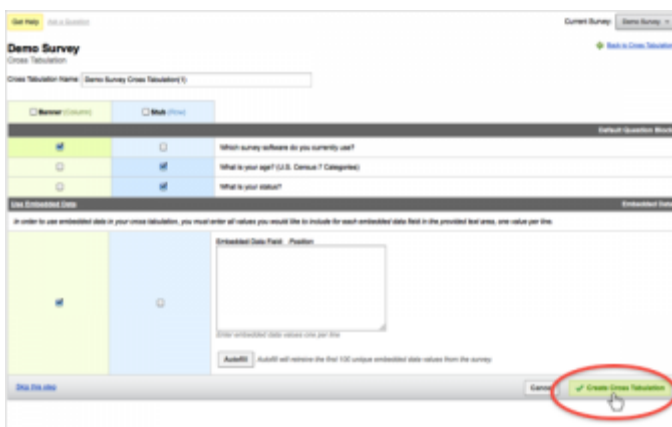 Get Help Ask a Question
Current Survey: Demo Survey
Demo Survey
Back to Cross Tabulation
Cross Tabulation
Cross Tabulation Name: Demo Survey Cross Tabulation(1)
Banner (Column) Stub (Row)
Default Question Block
Which survey software do you currently use?
What is your age? (U.S. Census 7 Categories)
What is your status?
Use Embedded Data Embedded Data
In order to use embedded data in your cross tabulation, you must enter all values you would like to include for each embedded data field in the provided text area, one value per line.
Embedded Data Field: Position
Enter embedded data values one per line
Autofill Autofill will retrieve the first 100 unique embedded data values from the survey.
Skip this step Cancel Create Cross Tabulation